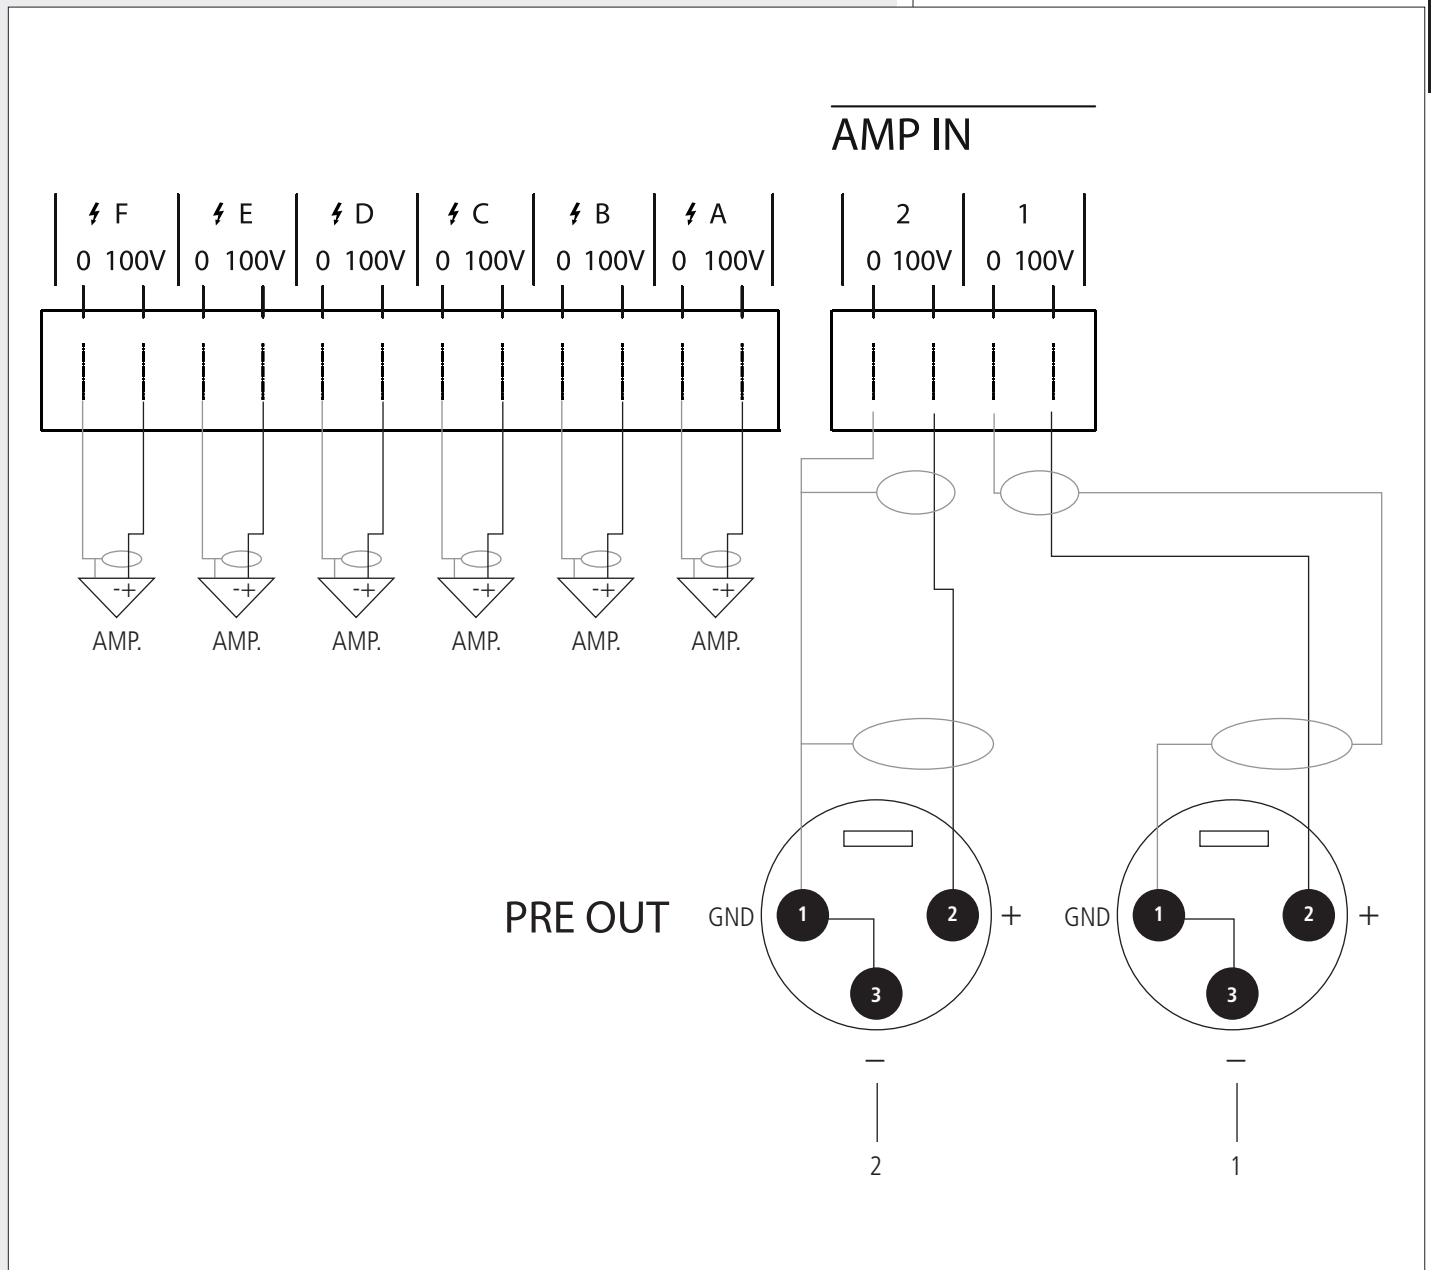 AMP IN
F E D C B A 2 1
0 100V 0 100V 0 100V 0 100V 0 100V 0 100V 0 100V 0 100V
-+ -+ -+ -+ -+ -+
AMP. AMP. AMP. AMP. AMP. AMP.
PRE OUT GND 1 2 + GND 1 2 +
3 3
– –
2 1